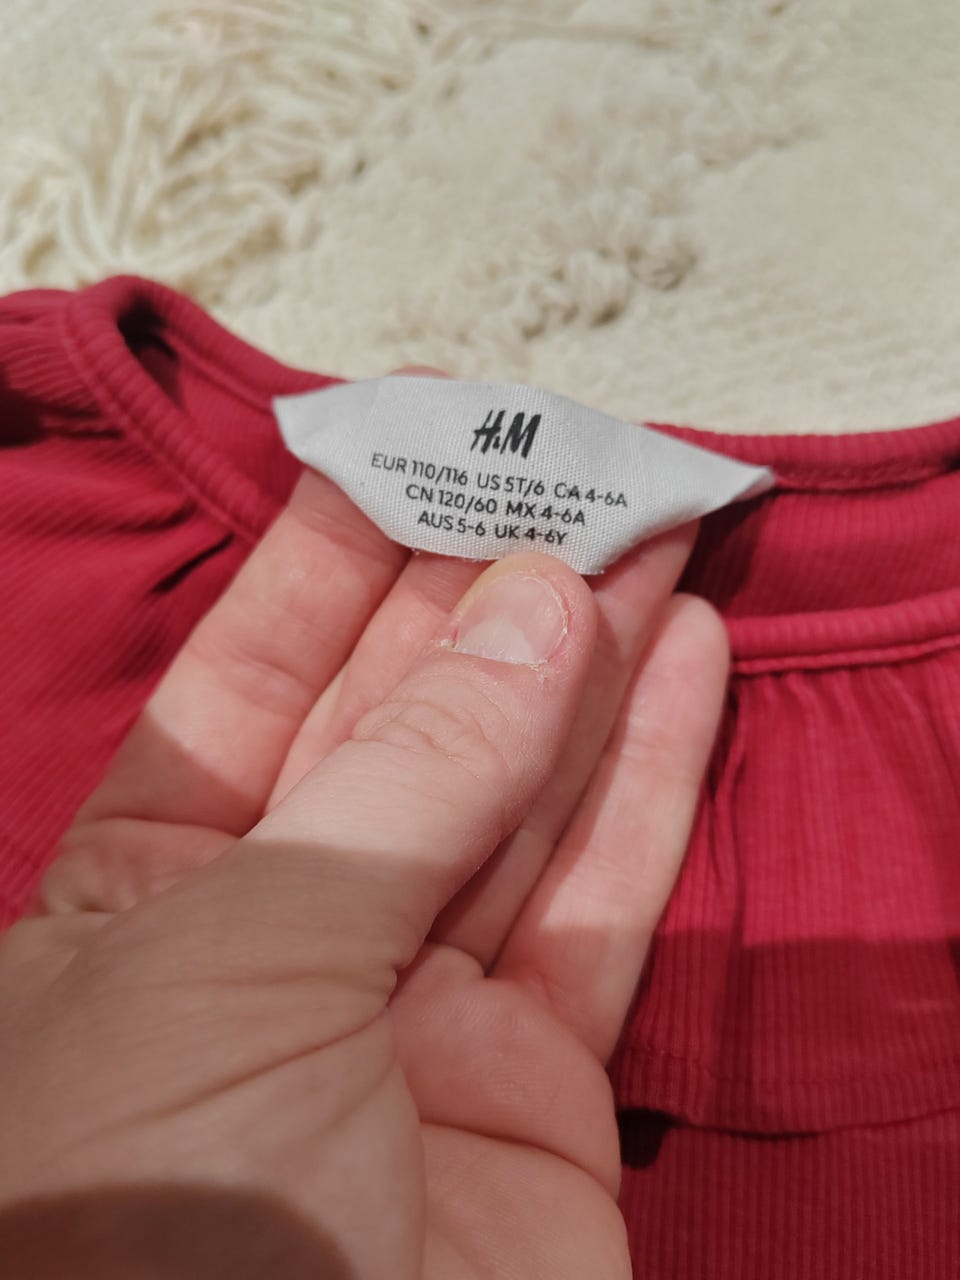 H&M
EUR 110/116 US 5T/6 CA 4-6A
CN 120/60 MX 4-6A
AUS 5-6 UK 4-6Y